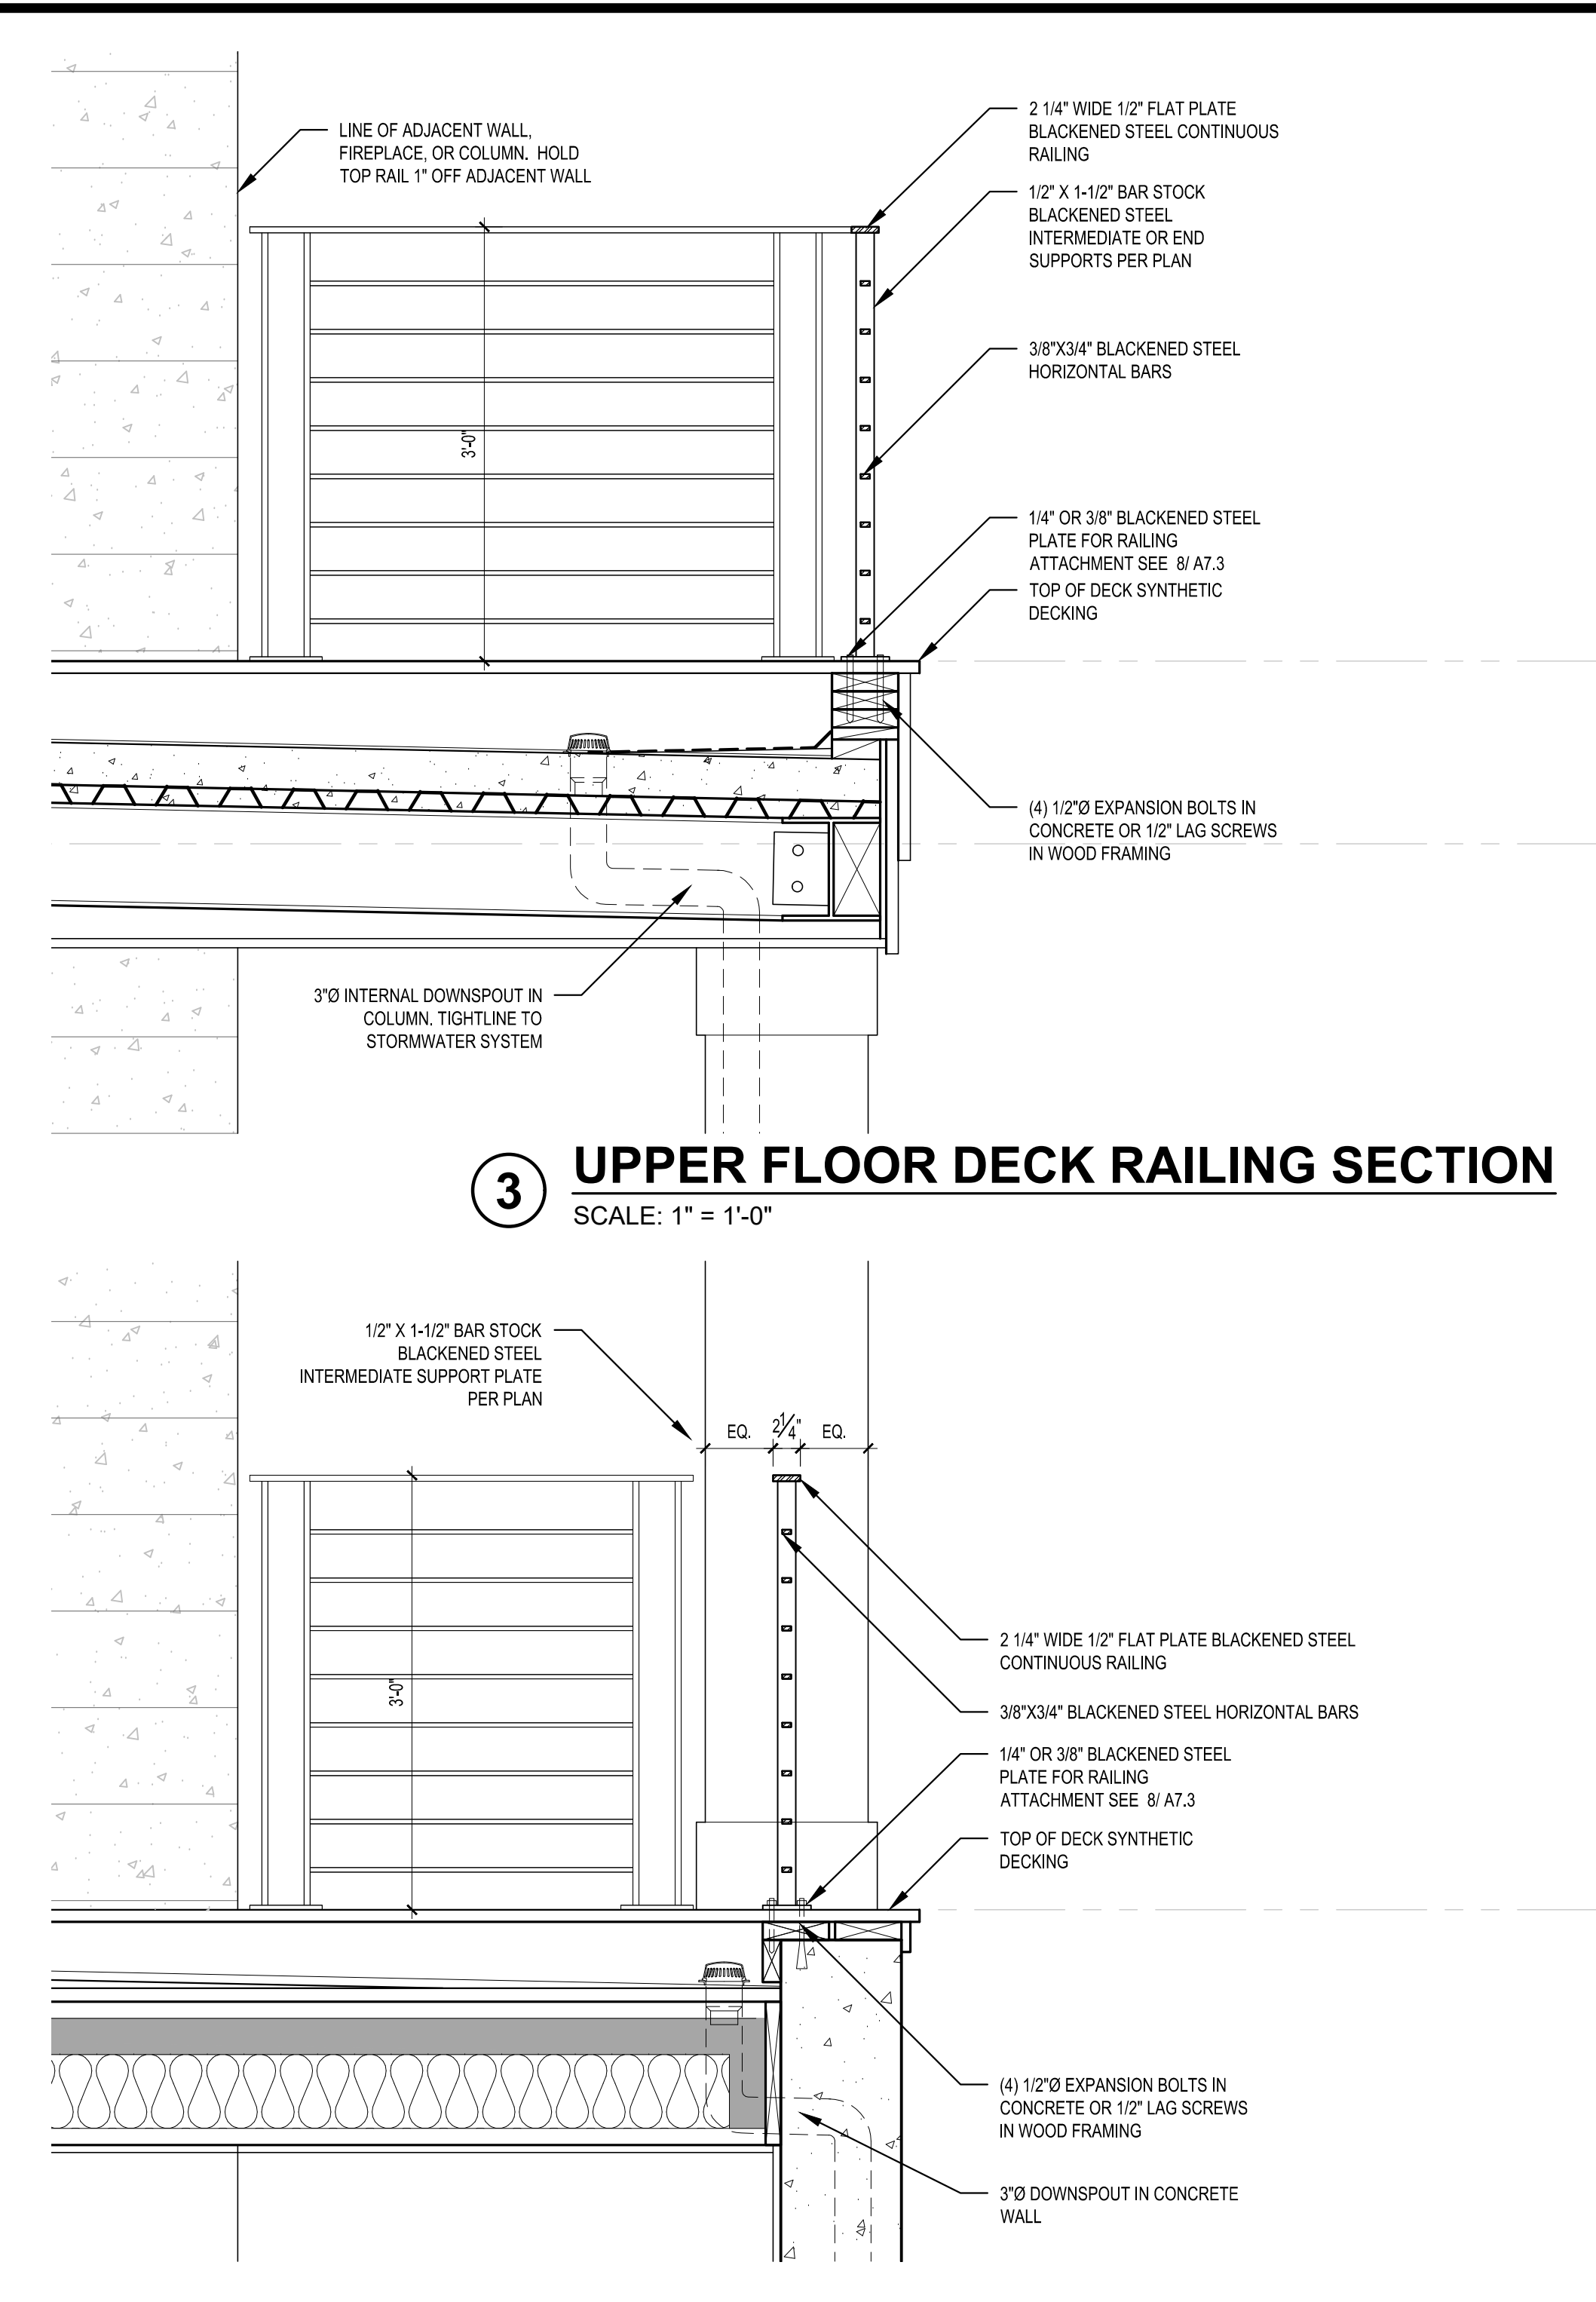 LINE OF ADJACENT WALL,
FIREPLACE, OR COLUMN. HOLD
TOP RAIL 1" OFF ADJACENT WALL
2 1/4" WIDE 1/2" FLAT PLATE
BLACKENED STEEL CONTINUOUS
RAILING
1/2" X 1-1/2" BAR STOCK
BLACKENED STEEL
INTERMEDIATE OR END
SUPPORTS PER PLAN
3/8"X3/4" BLACKENED STEEL
HORIZONTAL BARS
3'-0"
1/4" OR 3/8" BLACKENED STEEL
PLATE FOR RAILING
ATTACHMENT SEE 8/ A7.3
TOP OF DECK SYNTHETIC
DECKING
(4) 1/2"Ø EXPANSION BOLTS IN
CONCRETE OR 1/2" LAG SCREWS
IN WOOD FRAMING
3"Ø INTERNAL DOWNSPOUT IN
COLUMN. TIGHTLINE TO
STORMWATER SYSTEM
3
UPPER FLOOR DECK RAILING SECTION
SCALE: 1" = 1'-0"
1/2" X 1-1/2" BAR STOCK
BLACKENED STEEL
INTERMEDIATE SUPPORT PLATE
PER PLAN
EQ. 2 1/4" EQ.
3'-0"
2 1/4" WIDE 1/2" FLAT PLATE BLACKENED STEEL
CONTINUOUS RAILING
3/8"X3/4" BLACKENED STEEL HORIZONTAL BARS
1/4" OR 3/8" BLACKENED STEEL
PLATE FOR RAILING
ATTACHMENT SEE 8/ A7.3
TOP OF DECK SYNTHETIC
DECKING
(4) 1/2"Ø EXPANSION BOLTS IN
CONCRETE OR 1/2" LAG SCREWS
IN WOOD FRAMING
3"Ø DOWNSPOUT IN CONCRETE
WALL